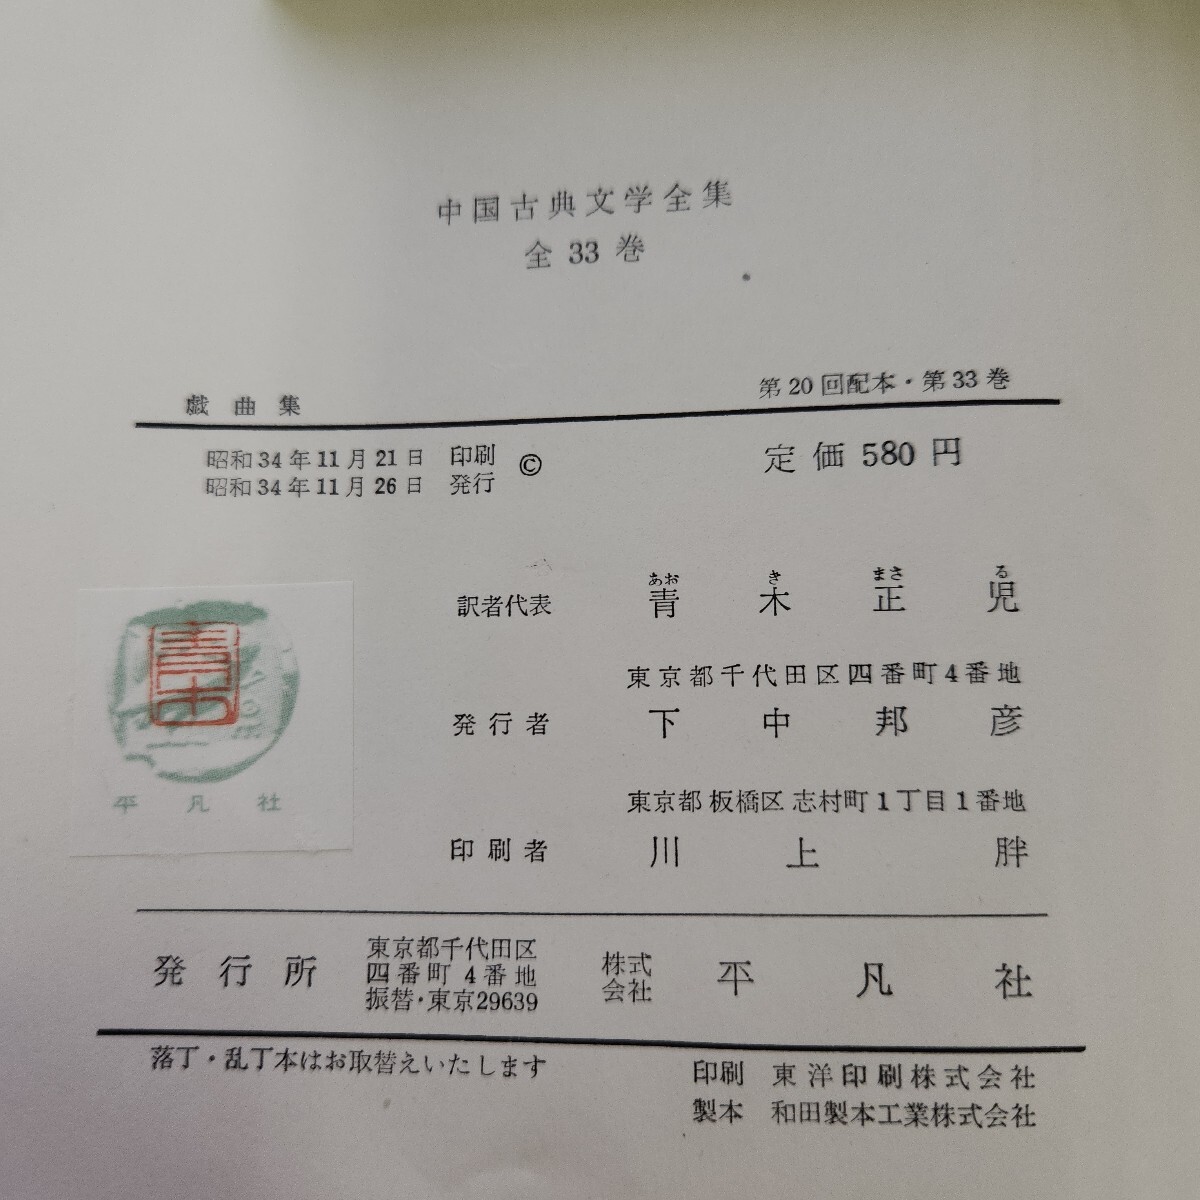 中国古典文学全集
全33巻
戯曲集
第20回配本・第33巻
昭和34年11月21日 印刷
昭和34年11月26日 発行
©
定価580円
あお き まさ る
訳者代表 青木正児
東京都千代田区四番町4番地
発行者 下中邦彦
東京都板橋区志村町1丁目1番地
印刷者 川上胖
青木
平凡社
発行所
東京都千代田区
四番町4番地
振替・東京29639
株式
会社
平凡社
落丁・乱丁本はお取替えいたします
印刷 東洋印刷株式会社
製本 和田製本工業株式会社